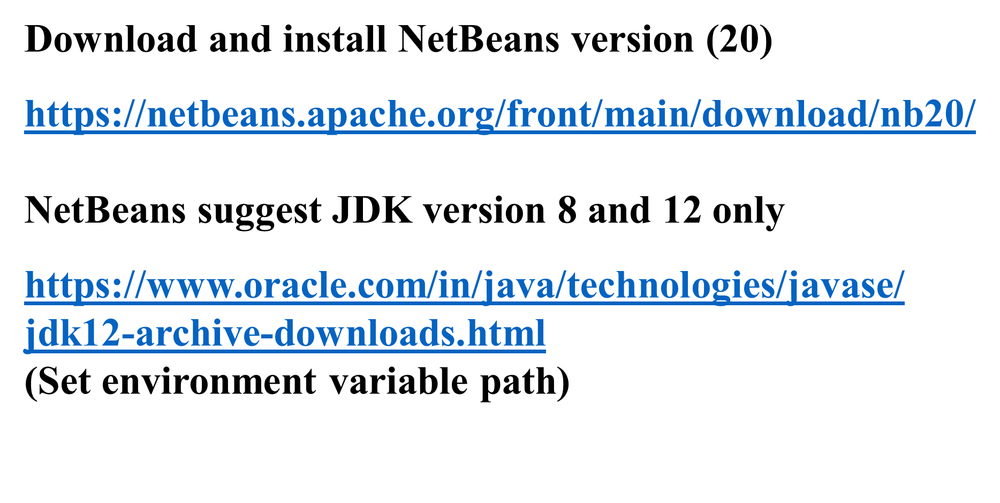 Download and install NetBeans version (20)
https://netbeans.apache.org/front/main/download/nb20/
NetBeans suggest JDK version 8 and 12 only
https://www.oracle.com/in/java/technologies/javase/
jdk12-archive-downloads.html
(Set environment variable path)